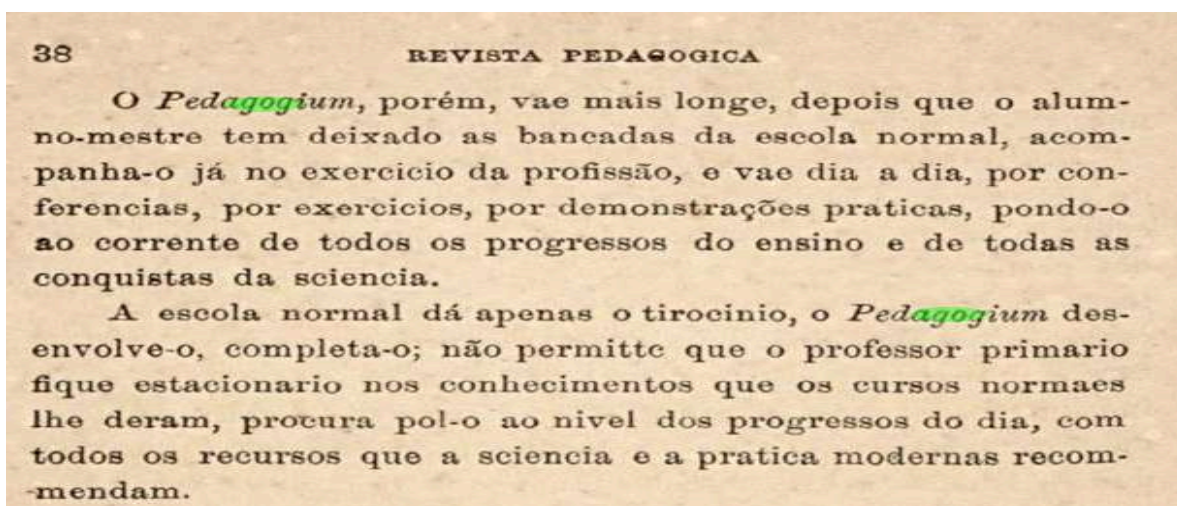 38 REVISTA PEDAGOGICA
O Pedagogium, porém, vae mais longe, depois que o alum-
no-mestre tem deixado as bancadas da escola normal, acom-
panha-o já no exercicio da profissão, e vae dia a dia, por con-
ferencias, por exercicios, por demonstrações praticas, pondo-o
ao corrente de todos os progressos do ensino e de todas as
conquistas da sciencia.
A escola normal dá apenas o tirocinio, o Pedagogium des-
envolve-o, completa-o; não permitte que o professor primario
fique estacionario nos conhecimentos que os cursos normaes
lhe deram, procura pol-o ao nivel dos progressos do dia, com
todos os recursos que a sciencia e a pratica modernas recom-
-mendam.